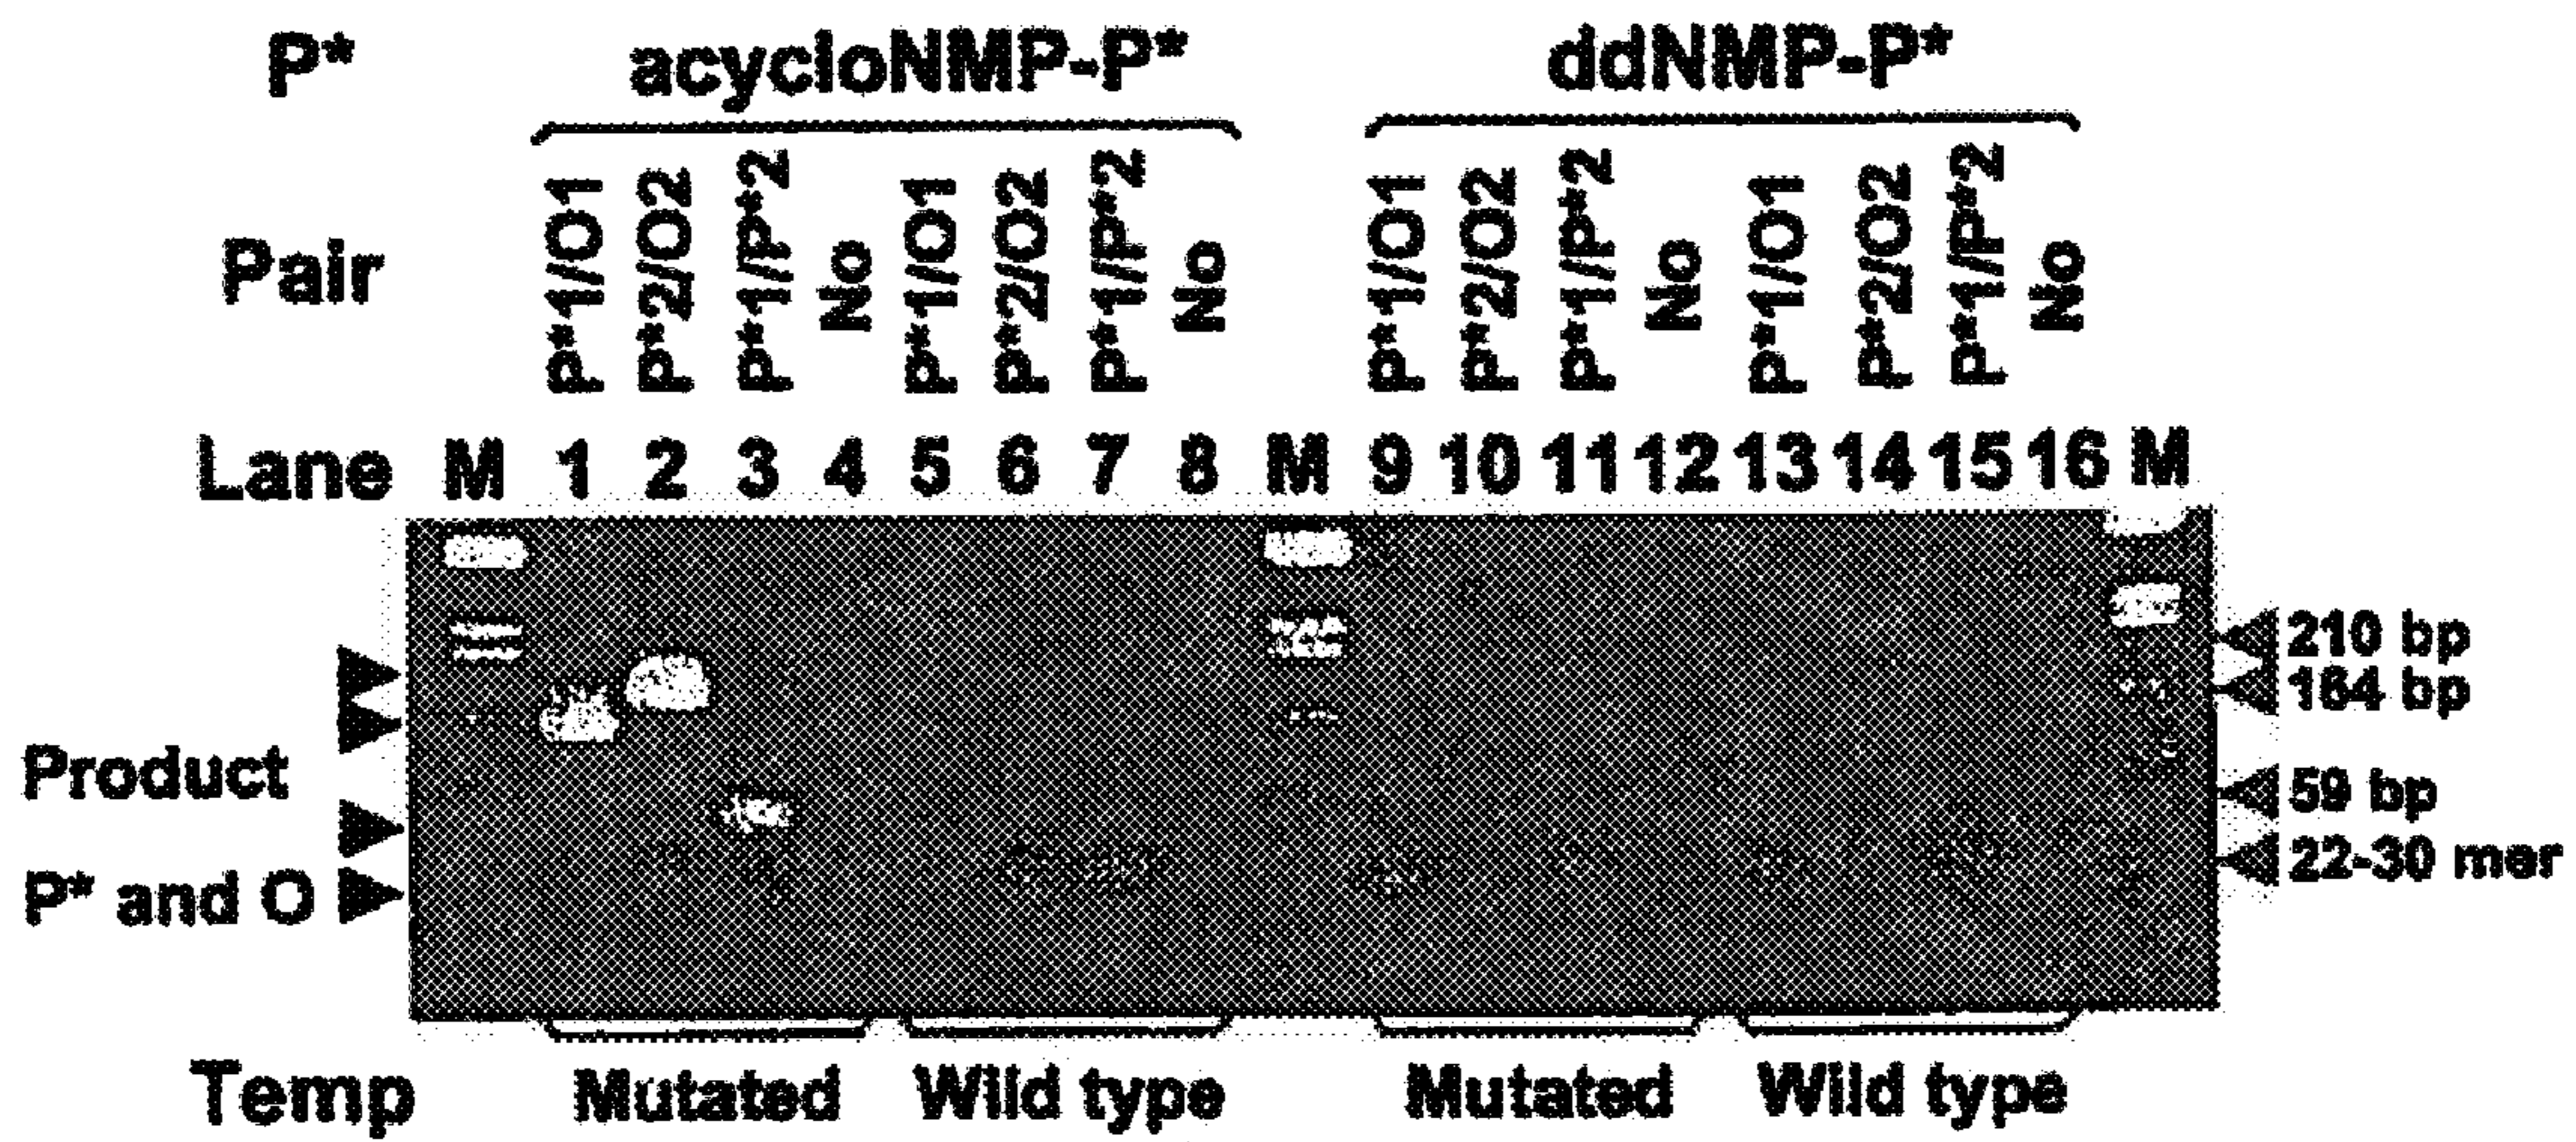 P* acycloNMP-P* ddNMP-P*
Pair P*1/O1 P*2/O2 P*1/P*2 No P*1/O1 P*2/O2 P*1/P*2 No P*1/O1 P*2/O2 P*1/P*2 No P*1/O1 P*2/O2 P*1/P*2 No
Lane M 1 2 3 4 5 6 7 8 M 9 10 11 12 13 14 15 16 M
210 bp
164 bp
Product 59 bp
P* and O 22-30 mer
Temp Mutated Wild type Mutated Wild type